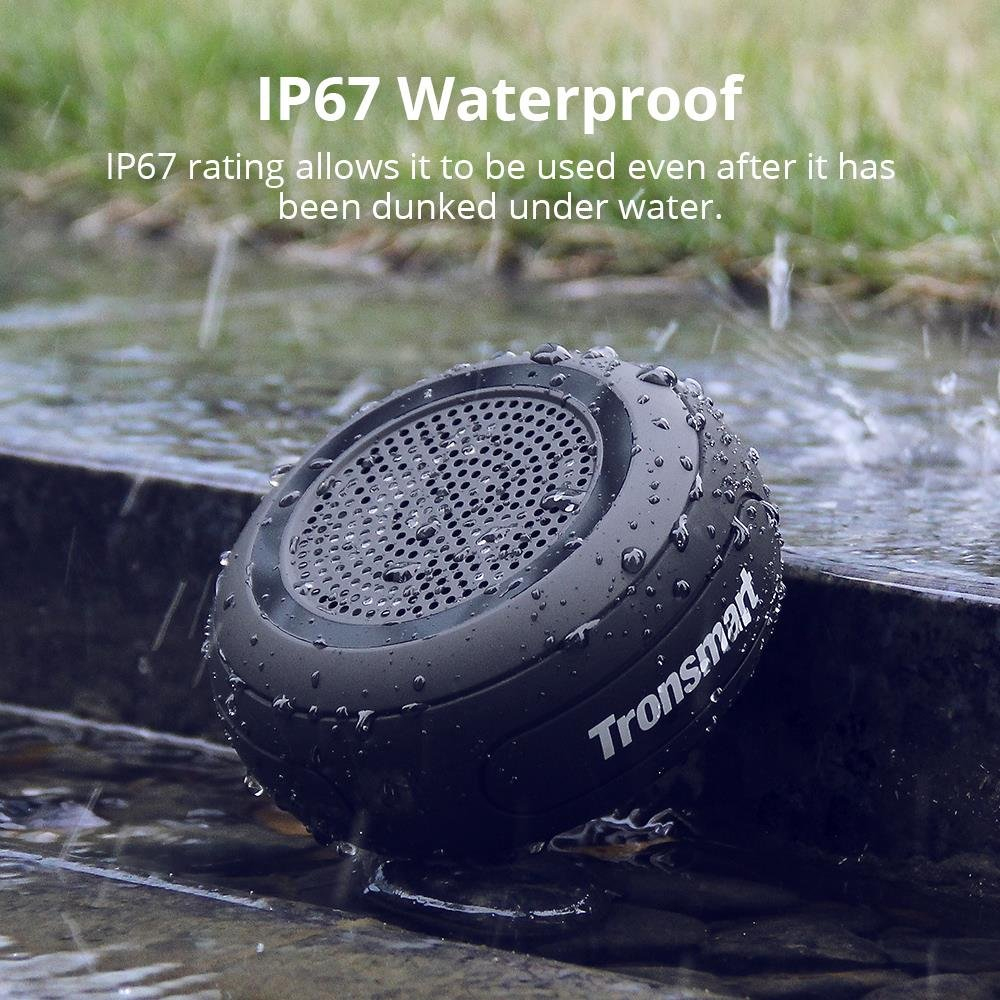 IP67 Waterproof
IP67 rating allows it to be used even after it has
been dunked under water.
Tronsmart